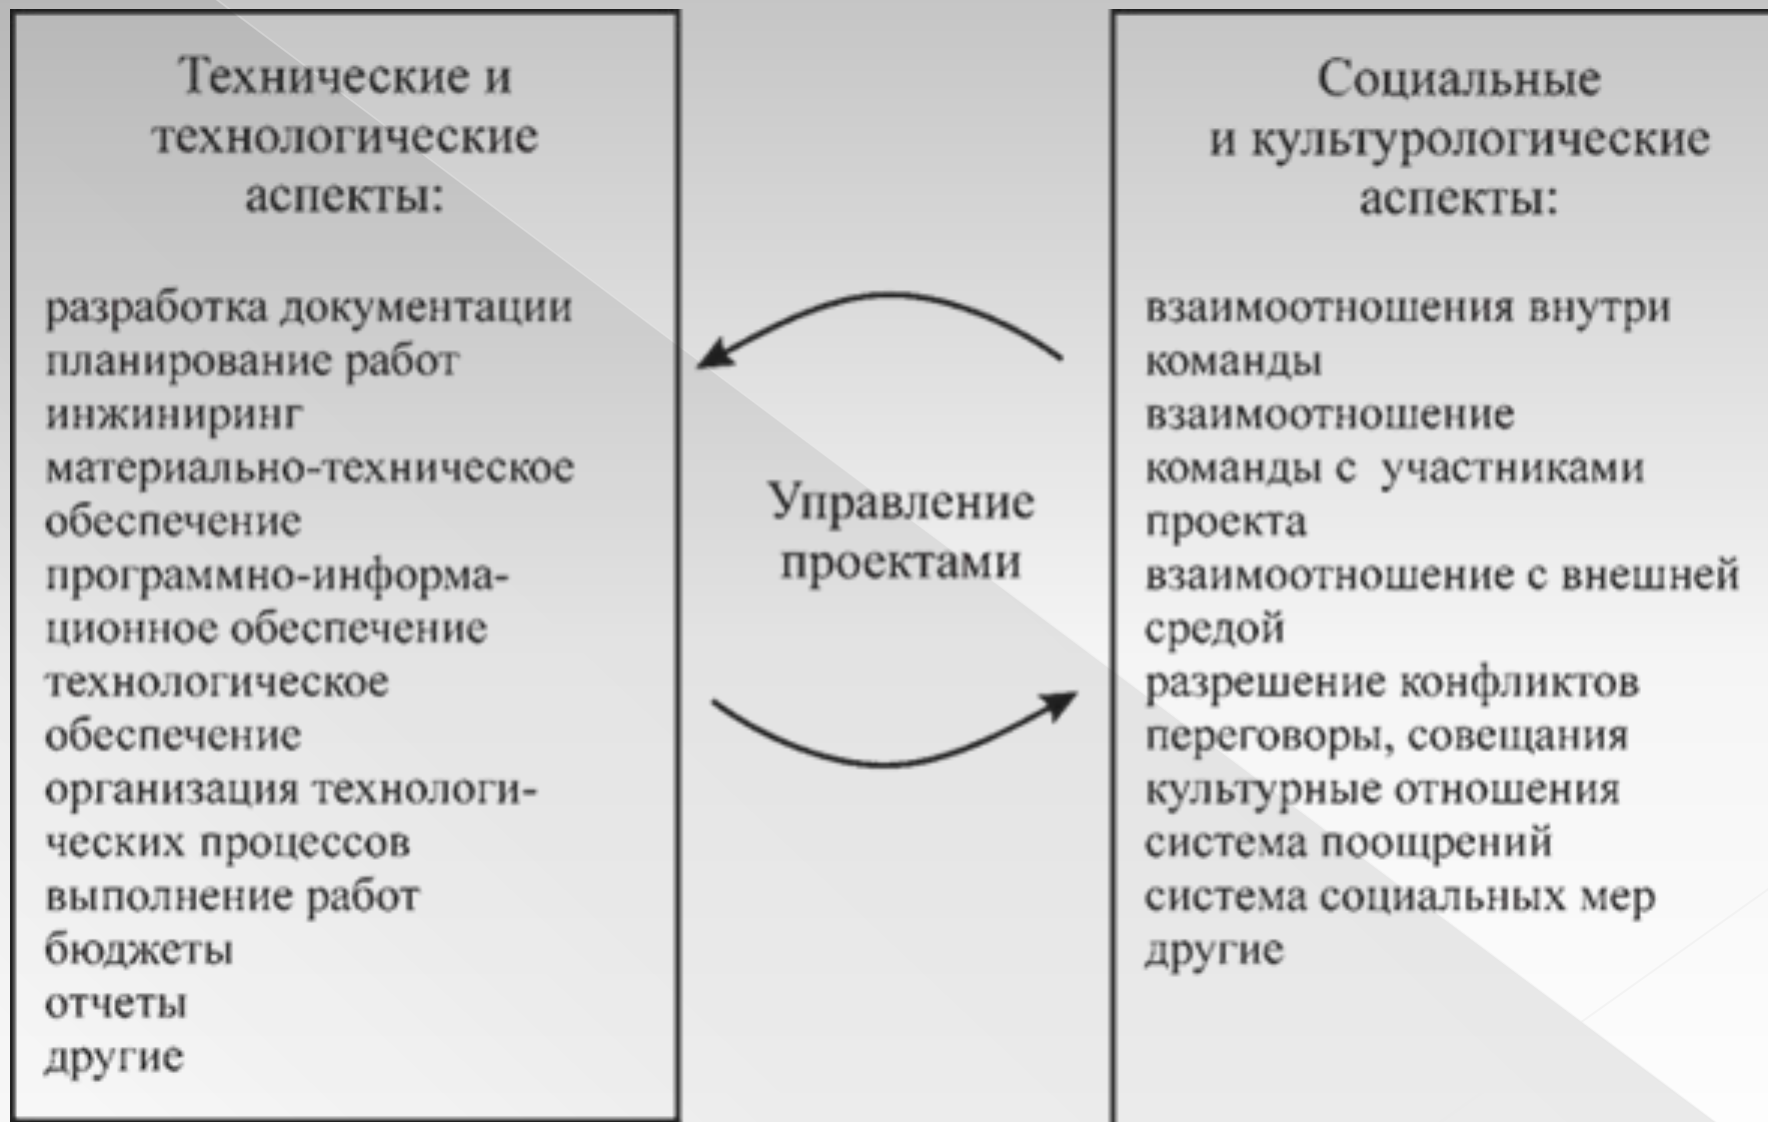 Технические и
технологические
аспекты:
разработка документации
планирование работ
инжиниринг
материально-техническое
обеспечение
программно-информа-
ционное обеспечение
технологическое
обеспечение
организация технологи-
ческих процессов
выполнение работ
бюджеты
отчеты
другие
Управление
проектами
Социальные
и культурологические
аспекты:
взаимоотношения внутри
команды
взаимоотношение
команды с участниками
проекта
взаимоотношение с внешней
средой
разрешение конфликтов
переговоры, совещания
культурные отношения
система поощрений
система социальных мер
другие